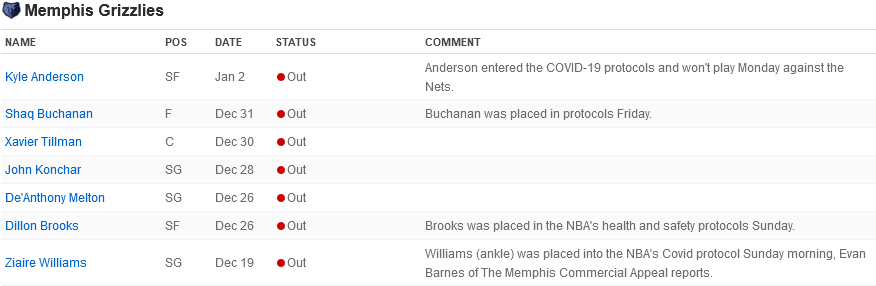 Memphis Grizzlies
NAME POS DATE STATUS COMMENT
Kyle Anderson SF Jan 2 Out Anderson entered the COVID-19 protocols and won't play Monday against the
Nets.
Shaq Buchanan F Dec 31 Out Buchanan was placed in protocols Friday.
Xavier Tillman C Dec 30 Out
John Konchar SG Dec 28 Out
De'Anthony Melton SG Dec 26 Out
Dillon Brooks SF Dec 26 Out Brooks was placed in the NBA's health and safety protocols Sunday.
Ziaire Williams SG Dec 19 Out Williams (ankle) was placed into the NBA's Covid protocol Sunday morning, Evan
Barnes of The Memphis Commercial Appeal reports.